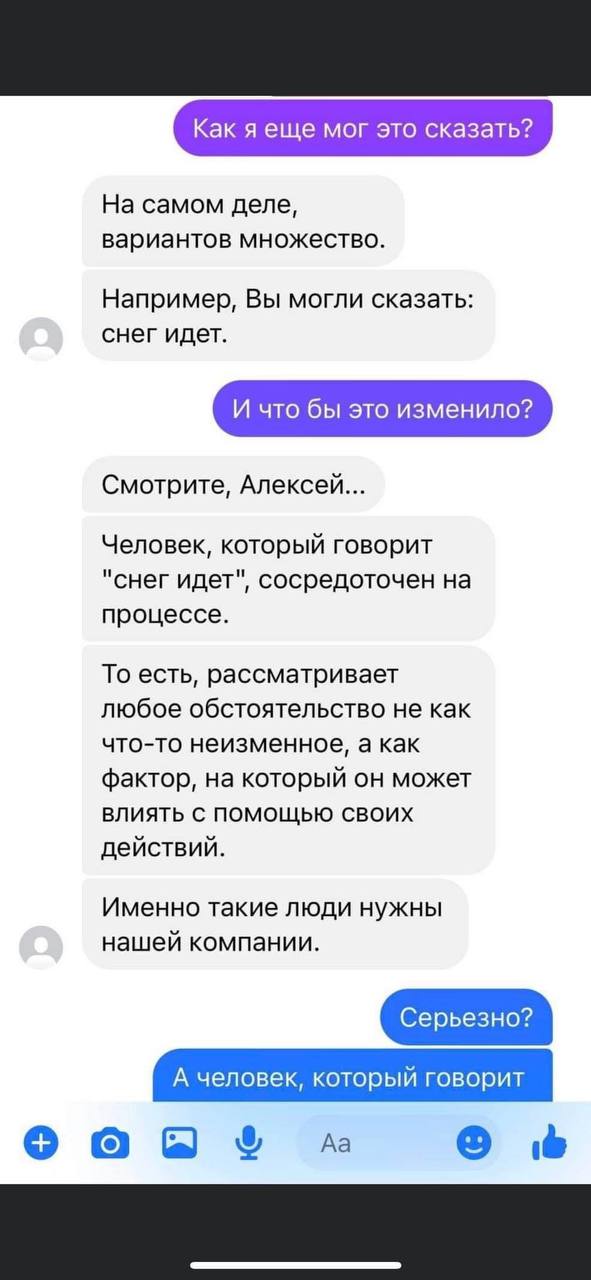 Как я еще мог это сказать?
На самом деле,
вариантов множество.
Например, Вы могли сказать:
снег идет.
И что бы это изменило?
Смотрите, Алексей...
Человек, который говорит
"снег идет", сосредоточен на
процессе.
То есть, рассматривает
любое обстоятельство не как
что-то неизменное, а как
фактор, на который он может
влиять с помощью своих
действий.
Именно такие люди нужны
нашей компании.
Серьезно?
А человек, который говорит
Aa